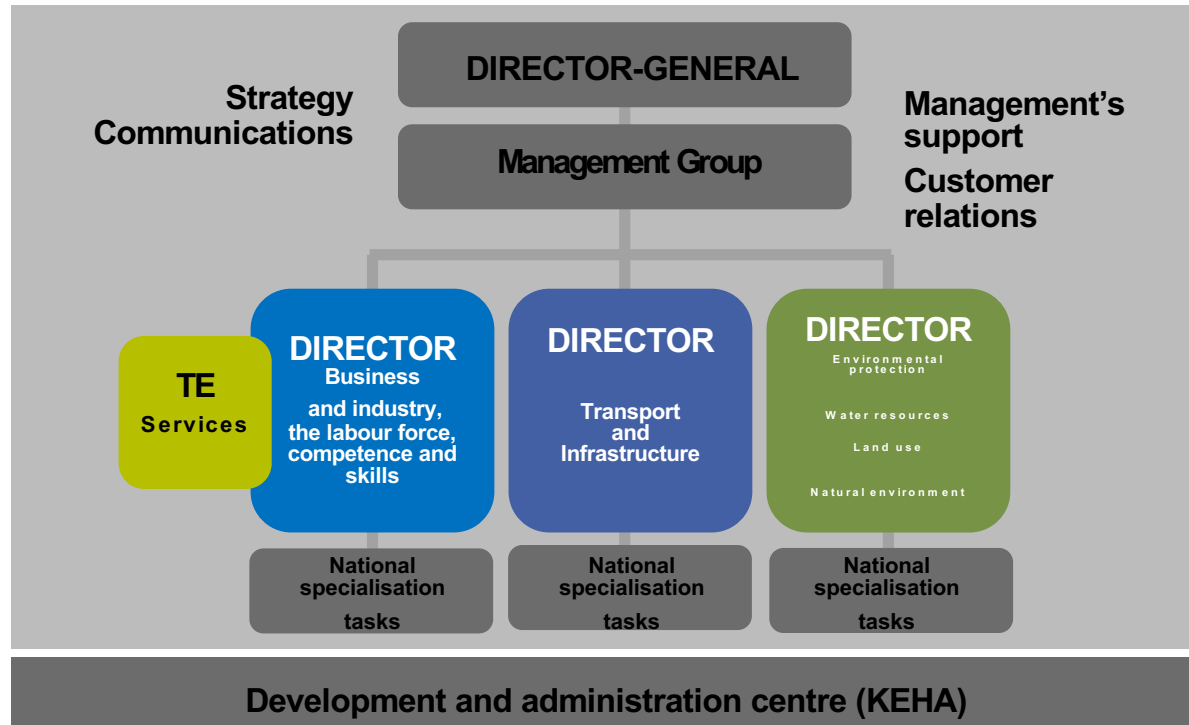 DIRECTOR-GENERAL
Strategy
Communications
Management Group
Management's
support
Customer
relations
TE
Services
DIRECTOR
Business
and industry,
the labour force,
competence and
skills
DIRECTOR
Transport
and
Infrastructure
DIRECTOR
Environmental
protection
Water resources
Land use
Natural environment
National
specialisation
tasks
National
specialisation
tasks
National
specialisation
tasks
Development and administration centre (KEHA)